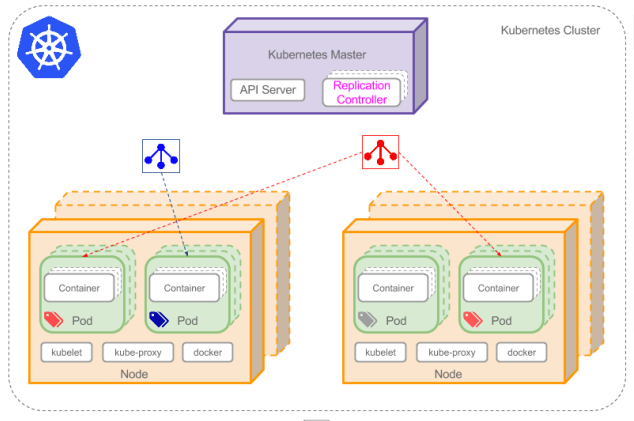 Kubernetes Cluster
Kubernetes Master
API Server
Replication
Controller
Container
Pod
Container
Pod
kubelet
kube-proxy
docker
Node
Container
Pod
Container
Pod
kubelet
kube-proxy
docker
Node